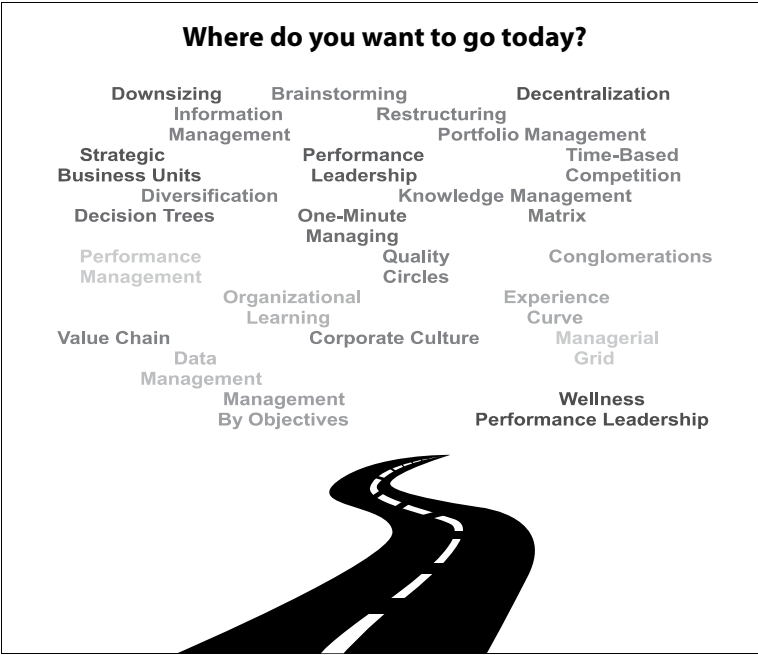 Where do you want to go today?
Downsizing Brainstorming Decentralization
Information Restructuring
Management Portfolio Management
Strategic Performance Time-Based
Business Units Leadership Competition
Diversification Knowledge Management
Decision Trees One-Minute Matrix
Managing
Performance Quality Conglomerations
Management Circles
Organizational Experience
Learning Curve
Value Chain Corporate Culture Managerial
Data Grid
Management
Management Wellness
By Objectives Performance Leadership